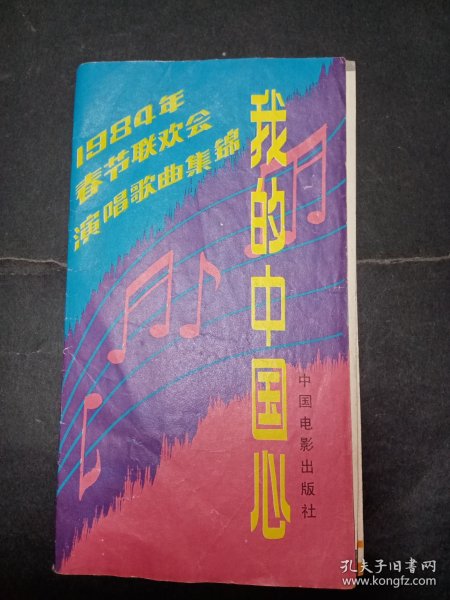 1984年
春节联欢会
演唱歌曲集锦
我的中国心
中国电影出版社
孔夫子旧书网
www.kongfz.com